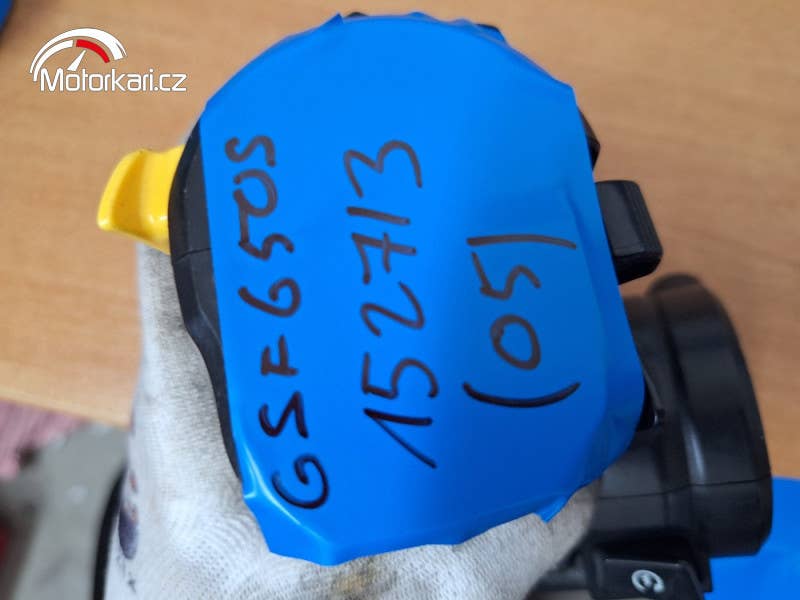 Motorkari.cz
GSF650S
152713
(05)
E